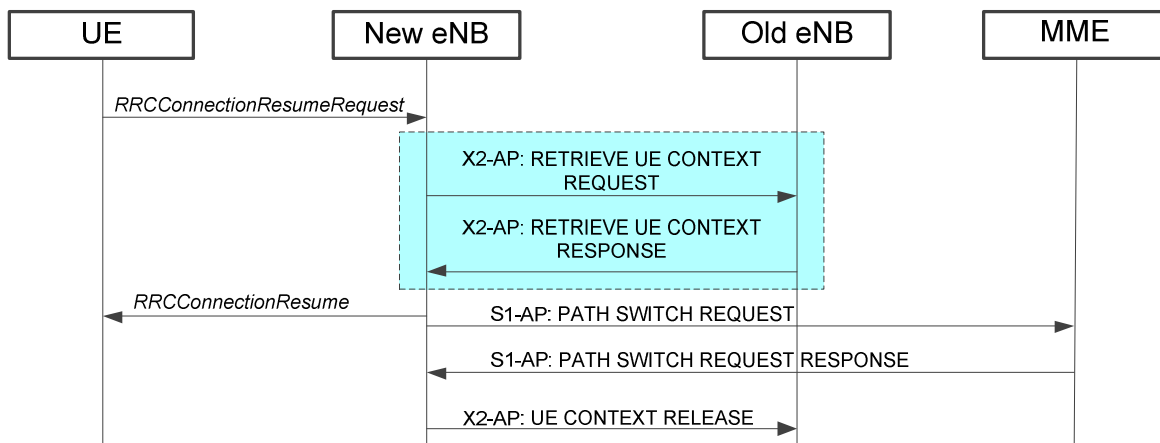 UE
New eNB
Old eNB
MME
RRCConnectionResumeRequest
X2-AP: RETRIEVE UE CONTEXT
REQUEST
X2-AP: RETRIEVE UE CONTEXT
RESPONSE
RRCConnectionResume
S1-AP: PATH SWITCH REQUEST
S1-AP: PATH SWITCH REQUEST RESPONSE
X2-AP: UE CONTEXT RELEASE